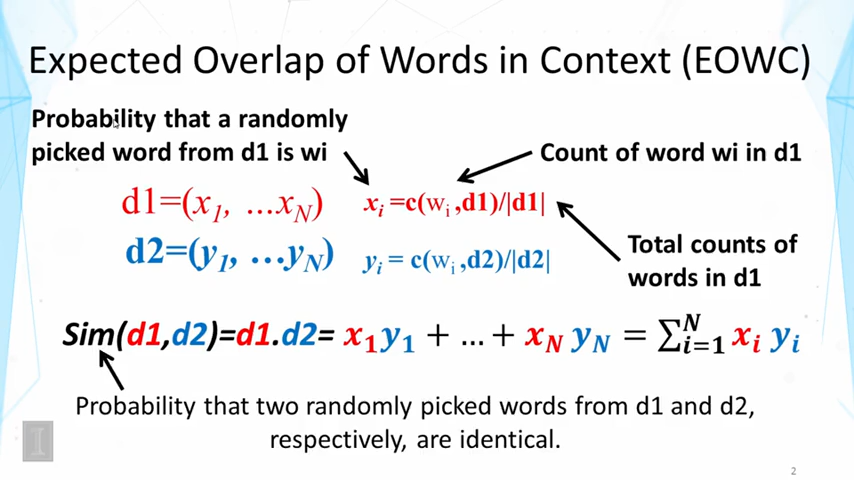 Expected Overlap of Words in Context (EOWC)
Probability that a randomly
picked word from d1 is wi
Count of word wi in d1
d1=(x₁, …x_N) xᵢ =c(wᵢ ,d1)/|d1|
d2=(y₁, …y_N) yᵢ = c(wᵢ ,d2)/|d2|
Total counts of
words in d1
Sim(d1,d2)=d1.d2= x₁y₁ + … + x_N y_N = ∑ᵢ₌₁ᴺ xᵢ yᵢ
Probability that two randomly picked words from d1 and d2,
respectively, are identical.
I
2